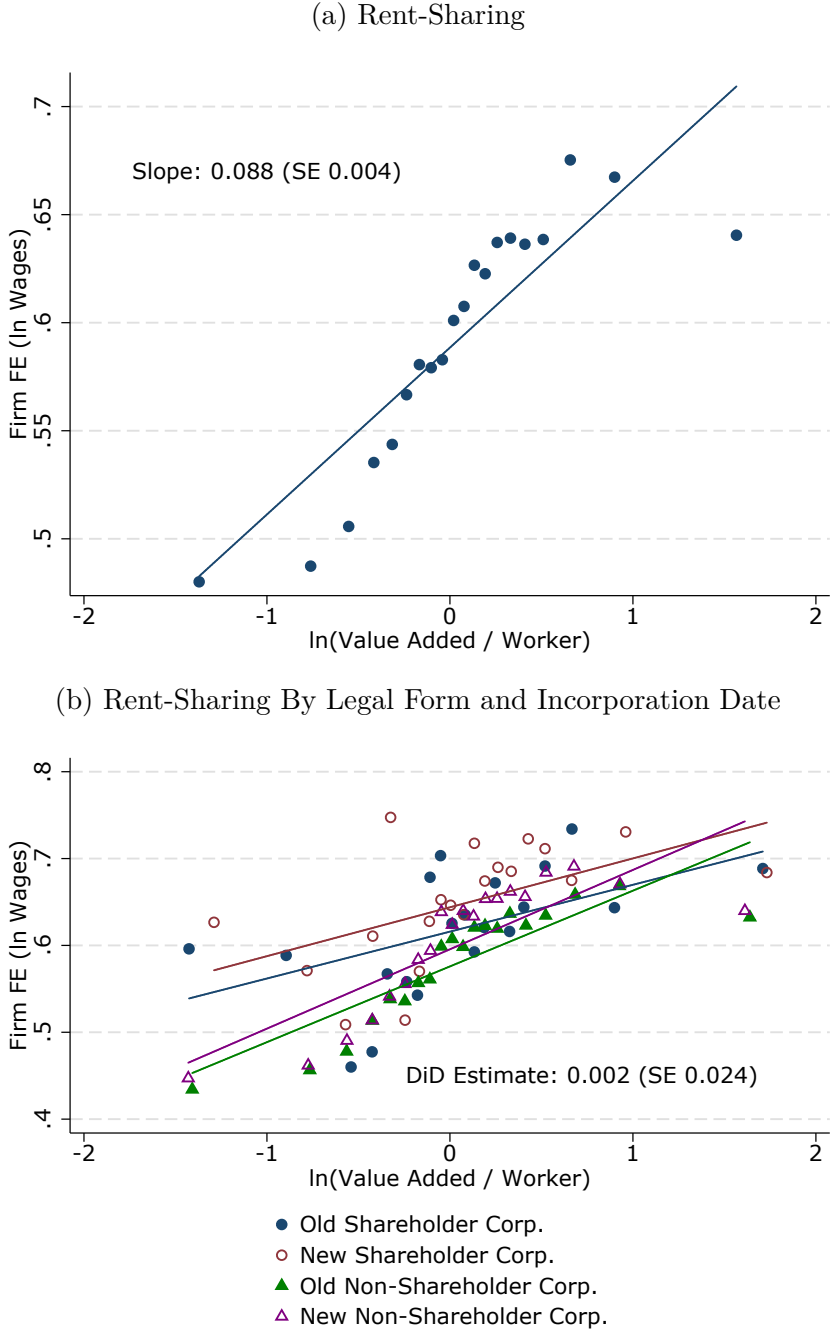 (a) Rent-Sharing
.7
.65
.6
.55
.5
Firm FE (ln Wages)
Slope: 0.088 (SE 0.004)
-2
-1
0
1
2
ln(Value Added / Worker)
(b) Rent-Sharing By Legal Form and Incorporation Date
.8
.7
.6
.5
.4
Firm FE (ln Wages)
DiD Estimate: 0.002 (SE 0.024)
-2
-1
0
1
2
ln(Value Added / Worker)
Old Shareholder Corp.
New Shareholder Corp.
Old Non-Shareholder Corp.
New Non-Shareholder Corp.